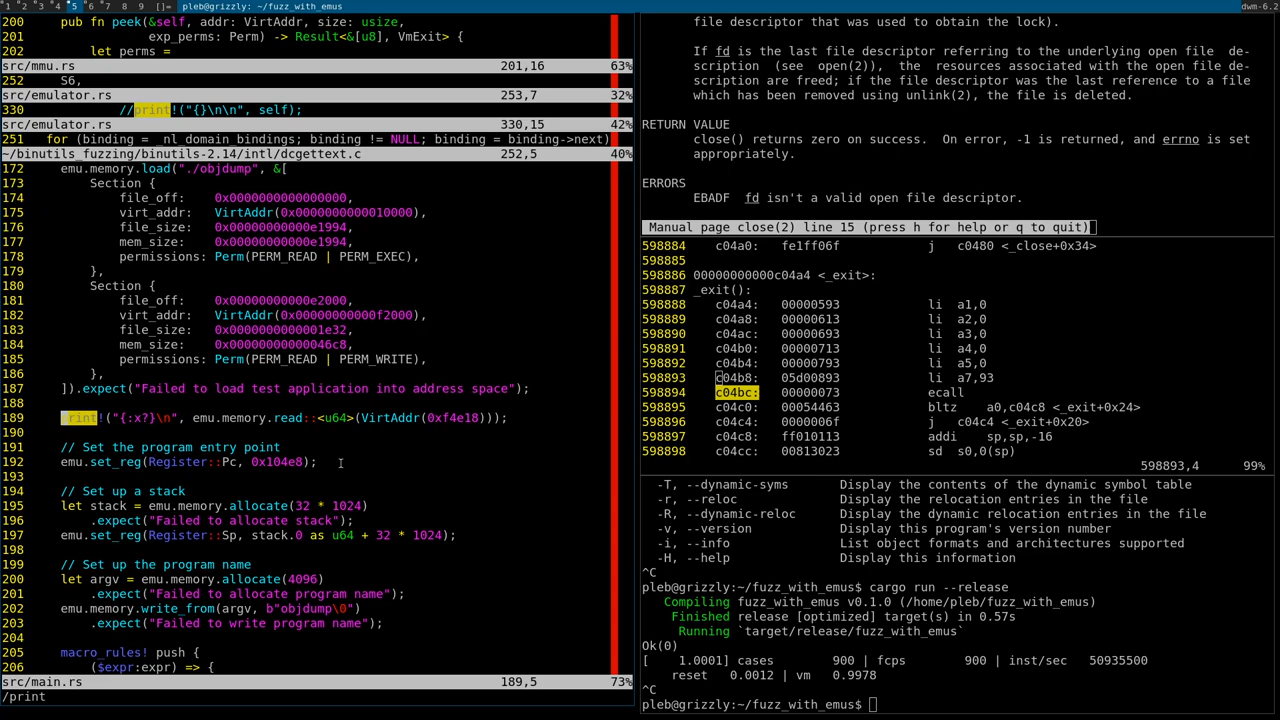 1 2 3 4 5 6 7 8 9 []= pleb@grizzly: ~/fuzz_with_emus dwm-6.2
200 pub fn peek(&self, addr: VirtAddr, size: usize,
201 exp_perms: Perm) -> Result<&[u8], VmExit> {
202 let perms =
src/mmu.rs 201,16 63%
252 S6,
src/emulator.rs 253,7 32%
330 //print!("{}\n\n", self);
src/emulator.rs 330,15 42%
251 for (binding = _nl_domain_bindings; binding != NULL; binding = binding->next)
~/binutils_fuzzing/binutils-2.14/intl/dcgettext.c 252,5 40%
172 emu.memory.load("./objdump", &[
173 Section {
174 file_off: 0x0000000000000000,
175 virt_addr: VirtAddr(0x0000000000010000),
176 file_size: 0x00000000000e1994,
177 mem_size: 0x00000000000e1994,
178 permissions: Perm(PERM_READ | PERM_EXEC),
179 },
180 Section {
181 file_off: 0x00000000000e2000,
182 virt_addr: VirtAddr(0x00000000000f2000),
183 file_size: 0x0000000000001e32,
184 mem_size: 0x00000000000046c8,
185 permissions: Perm(PERM_READ | PERM_WRITE),
186 },
187 ]).expect("Failed to load test application into address space");
188
189 print!("{:x?}\n", emu.memory.read::<u64>(VirtAddr(0xf4e18)));
190
191 // Set the program entry point
192 emu.set_reg(Register::Pc, 0x104e8);
193
194 // Set up a stack
195 let stack = emu.memory.allocate(32 * 1024)
196 .expect("Failed to allocate stack");
197 emu.set_reg(Register::Sp, stack.0 as u64 + 32 * 1024);
198
199 // Set up the program name
200 let argv = emu.memory.allocate(4096)
201 .expect("Failed to allocate program name");
202 emu.memory.write_from(argv, b"objdump\0")
203 .expect("Failed to write program name");
204
205 macro_rules! push {
206 ($expr:expr) => {
src/main.rs 189,5 73%
/print
file descriptor that was used to obtain the lock).
If fd is the last file descriptor referring to the underlying open file de-
scription (see open(2)), the resources associated with the open file de-
scription are freed; if the file descriptor was the last reference to a file
which has been removed using unlink(2), the file is deleted.
RETURN VALUE
close() returns zero on success. On error, -1 is returned, and errno is set
appropriately.
ERRORS
EBADF fd isn't a valid open file descriptor.
Manual page close(2) line 15 (press h for help or q to quit)
598884 c04a0: fe1ff06f j c0480 <_close+0x34>
598885
598886 00000000000c04a4 <_exit>:
598887 _exit():
598888 c04a4: 00000593 li a1,0
598889 c04a8: 00000613 li a2,0
598890 c04ac: 00000693 li a3,0
598891 c04b0: 00000713 li a4,0
598892 c04b4: 00000793 li a5,0
598893 c04b8: 05d00893 li a7,93
598894 c04bc: 00000073 ecall
598895 c04c0: 00054463 bltz a0,c04c8 <_exit+0x24>
598896 c04c4: 0000006f j c04c4 <_exit+0x20>
598897 c04c8: ff010113 addi sp,sp,-16
598898 c04cc: 00813023 sd s0,0(sp)
598893,4 99%
-T, --dynamic-syms Display the contents of the dynamic symbol table
-r, --reloc Display the relocation entries in the file
-R, --dynamic-reloc Display the dynamic relocation entries in the file
-v, --version Display this program's version number
-i, --info List object formats and architectures supported
-H, --help Display this information
^C
pleb@grizzly:~/fuzz_with_emus$ cargo run --release
Compiling fuzz_with_emus v0.1.0 (/home/pleb/fuzz_with_emus)
Finished release [optimized] target(s) in 0.57s
Running `target/release/fuzz_with_emus`
Ok(0)
[ 1.0001] cases 900 | fcps 900 | inst/sec 50935500
reset 0.0012 | vm 0.9978
^C
pleb@grizzly:~/fuzz_with_emus$